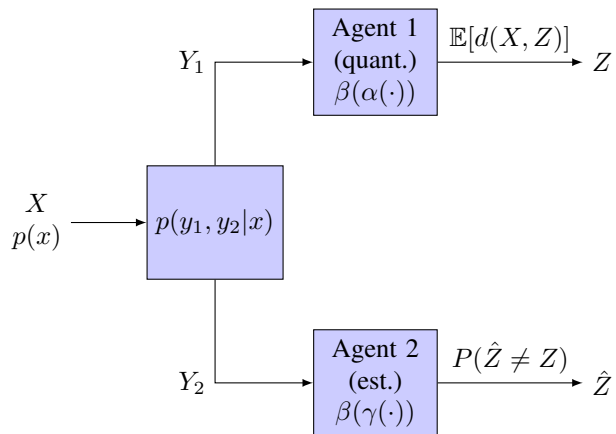 Agent 1
(quant.)
β(α(·))
Y₁
𝔼[d(X, Z)]
Z
X
p(x)
p(y₁, y₂|x)
Agent 2
(est.)
β(γ(·))
Y₂
P(Ẑ ≠ Z)
Ẑ